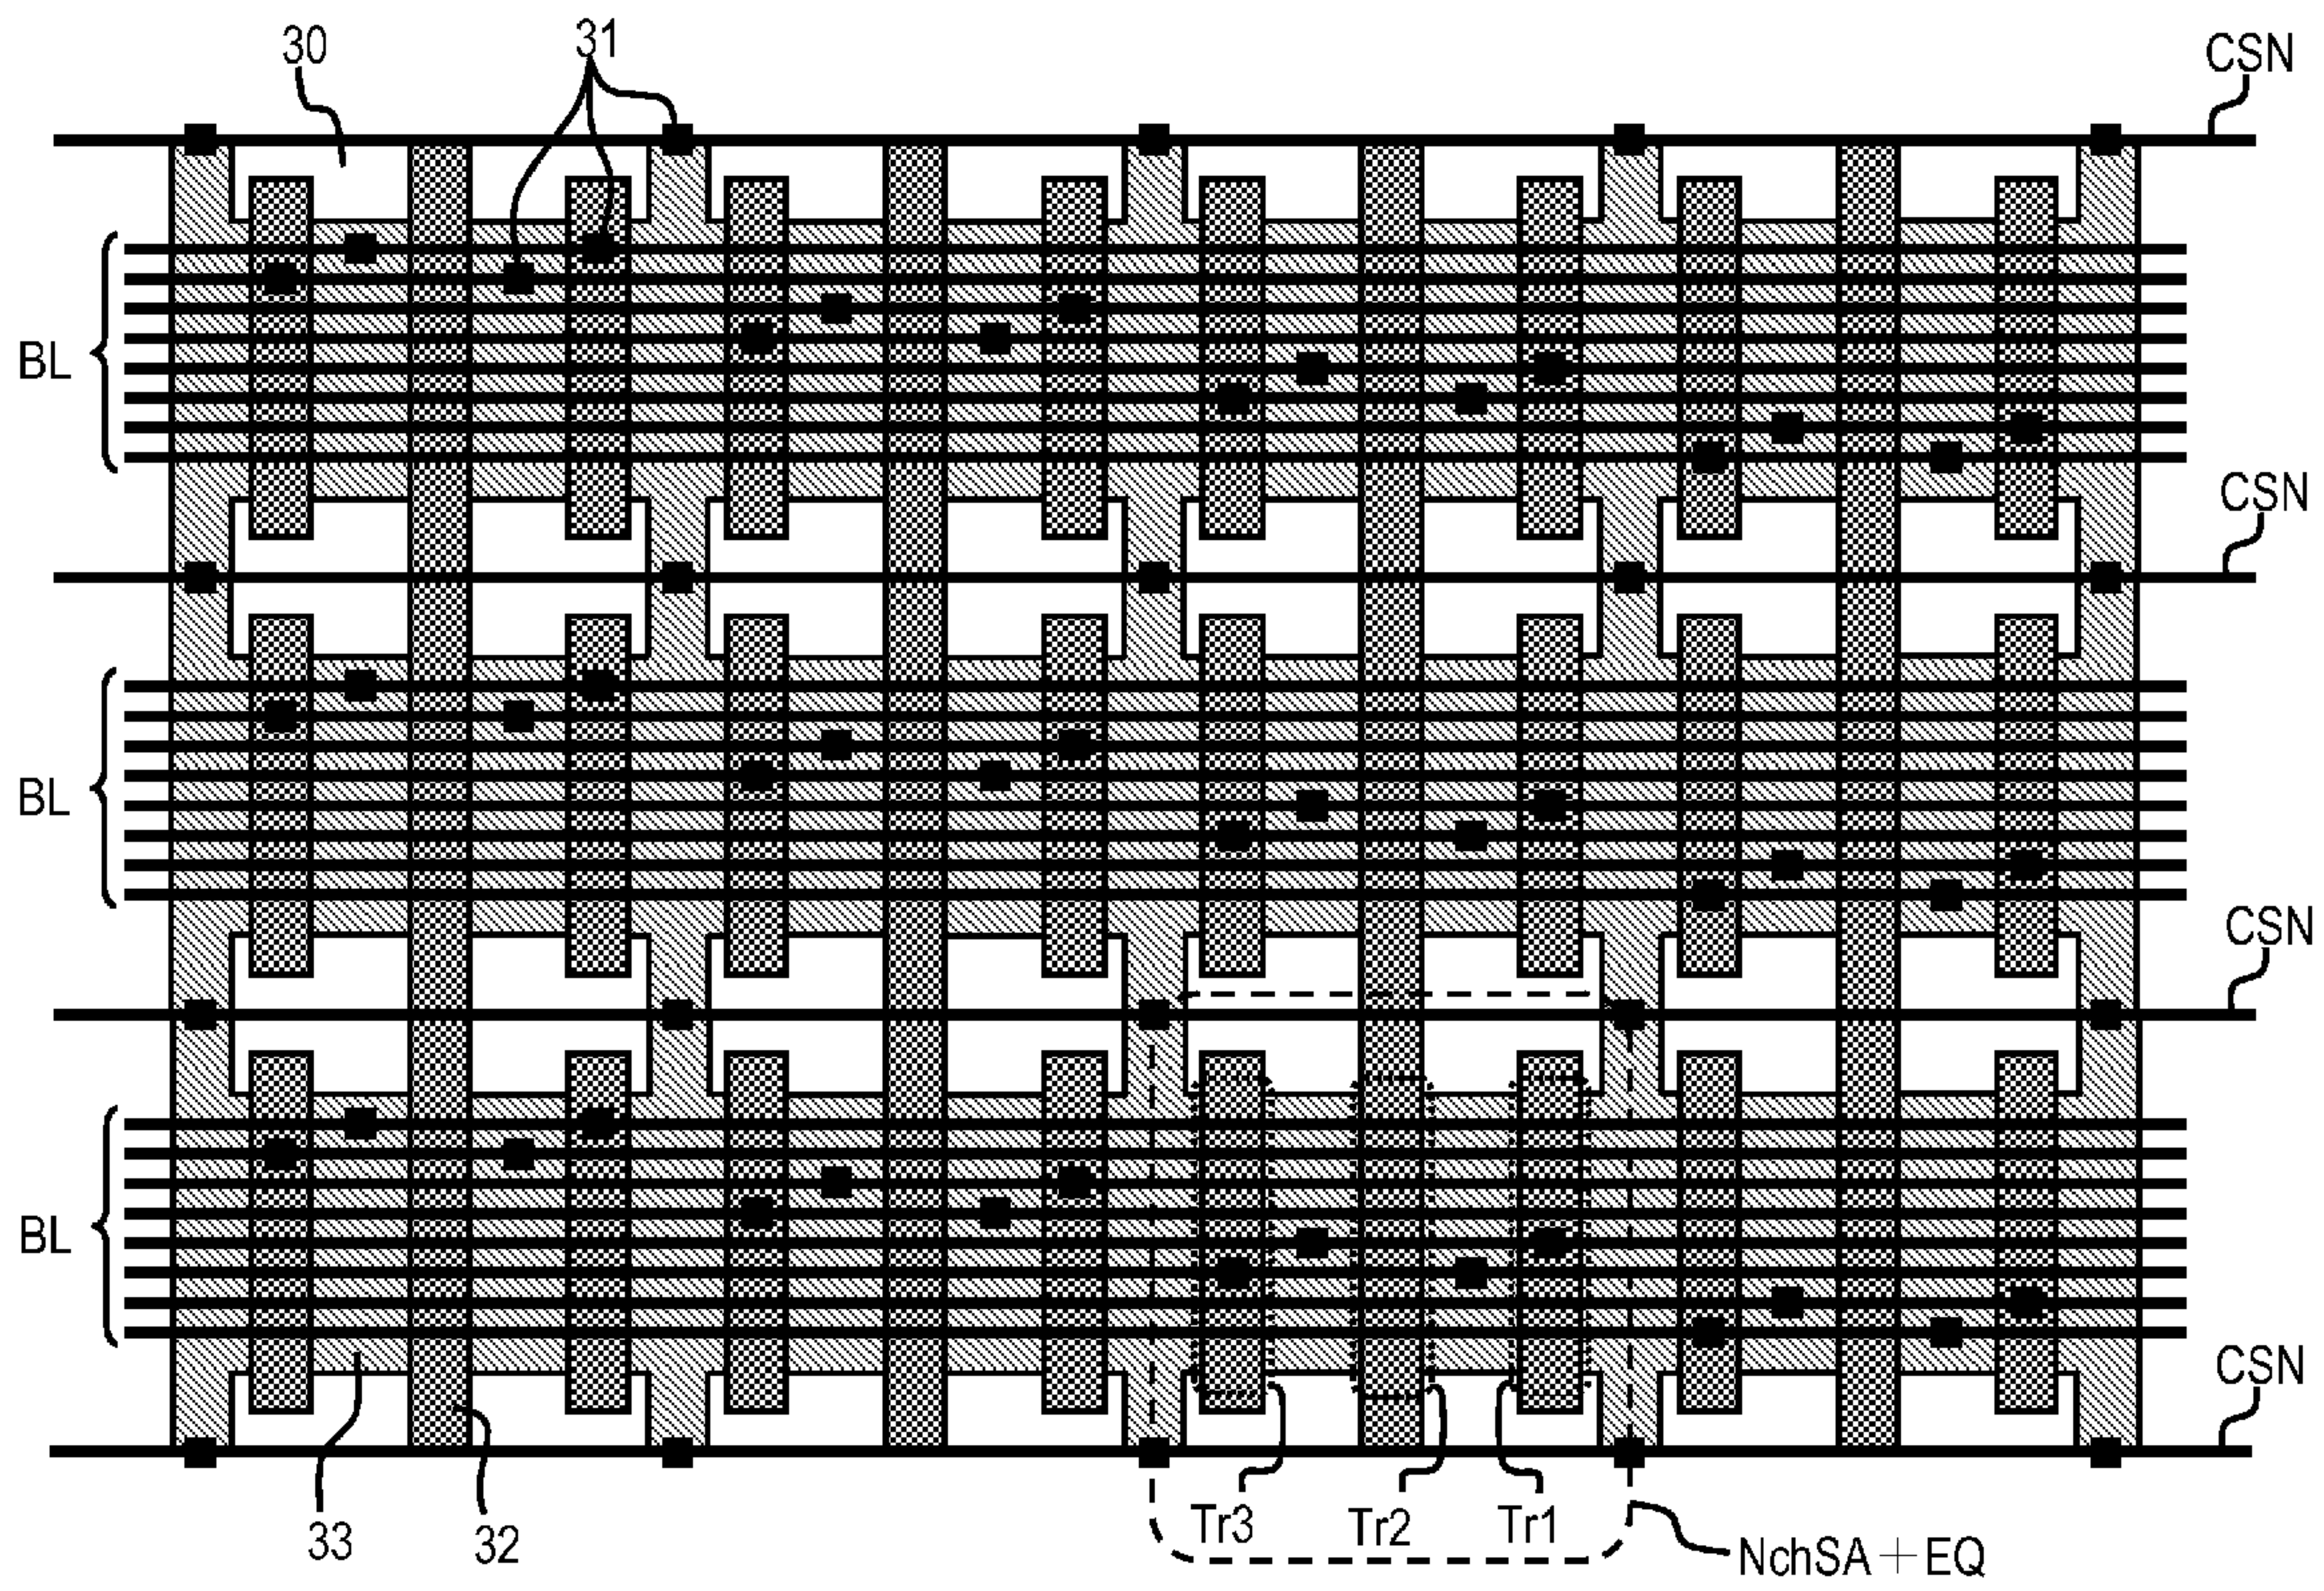 30
31
CSN
BL
CSN
BL
CSN
BL
CSN
33
32
Tr3
Tr2
Tr1
NchSA+EQ